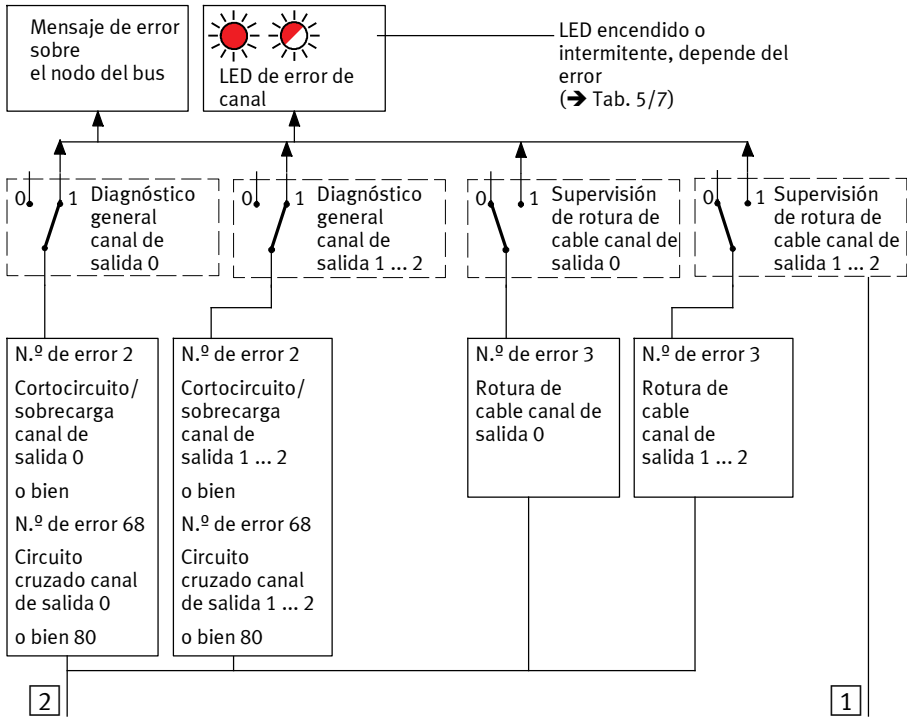 Mensaje de error
sobre
el nodo del bus
LED de error de
canal
LED encendido o
intermitente, depende del
error
(➔ Tab. 5/7)
0
1
Diagnóstico
general
canal de
salida 0
0
1
Diagnóstico
general
canal de
salida 1 ... 2
0
1
Supervisión
de rotura de
cable canal de
salida 0
0
1
Supervisión
de rotura de
cable canal de
salida 1 ... 2
N.º de error 2
Cortocircuito/
sobrecarga
canal de
salida 0
o bien
N.º de error 68
Circuito
cruzado canal
de salida 0
o bien 80
N.º de error 2
Cortocircuito/
sobrecarga
canal de
salida 1 ... 2
o bien
N.º de error 68
Circuito
cruzado canal
de salida 1 ... 2
o bien 80
N.º de error 3
Rotura de
cable canal de
salida 0
N.º de error 3
Rotura de
cable
canal de
salida 1 ... 2
2
1